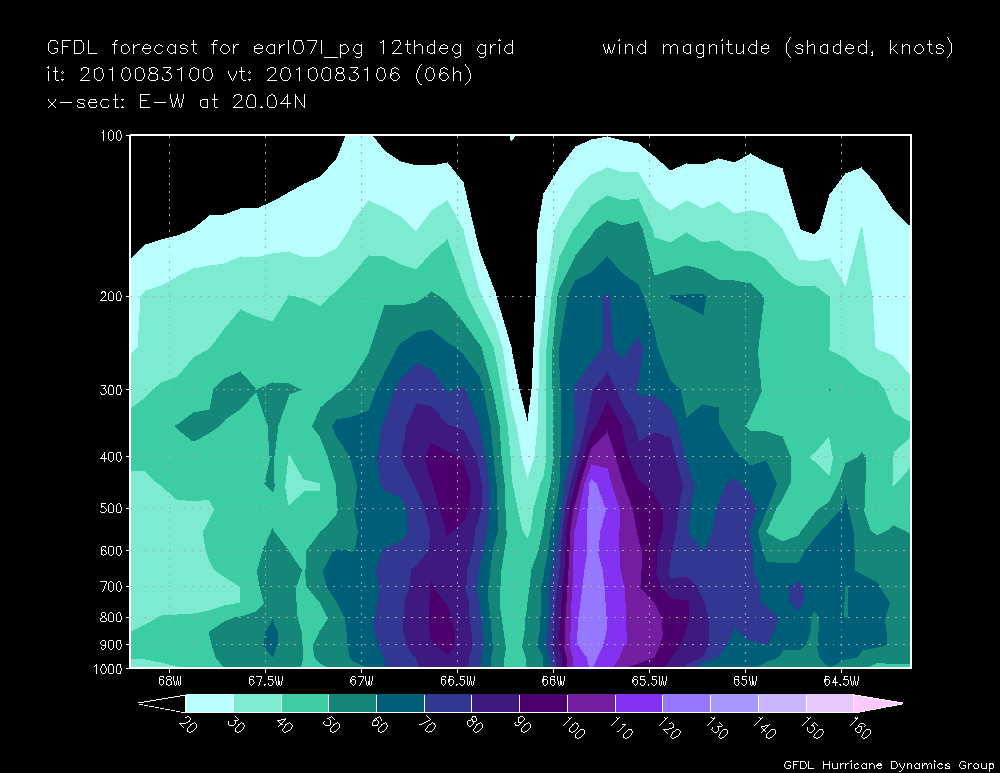 GFDL forecast for earl07l_pg 12thdeg grid wind magnitude (shaded, knots)
it: 2010083100 vt: 2010083106 (06h)
x-sect: E-W at 20.04N
100
200
300
400
500
600
700
800
900
1000
68W 67.5W 67W 66.5W 66W 65.5W 65W 64.5W
20 30 40 50 60 70 80 90 100 110 120 130 140 150 160
GFDL Hurricane Dynamics Group